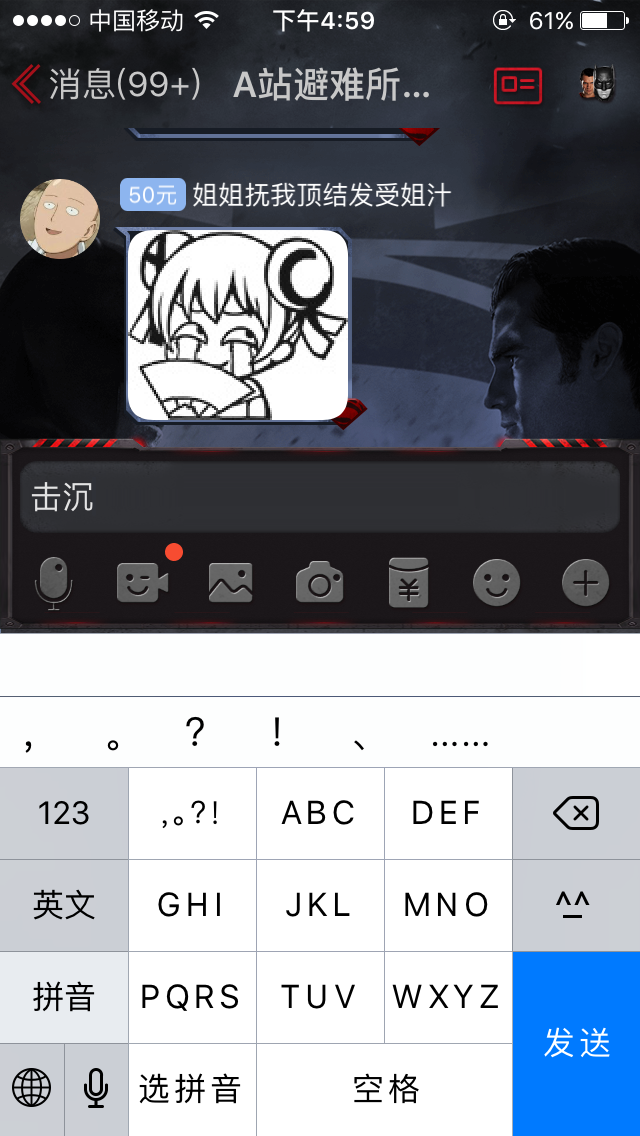 中国移动 下午4:59 61%
消息(99+) A站避难所...
50元 姐姐抚我顶结发受姐汁
击沉
¥
， 。 ？ ！ 、 ……
123 ,。?! ABC DEF
英文 GHI JKL MNO ^^
拼音 PQRS TUV WXYZ
发送
选拼音 空格